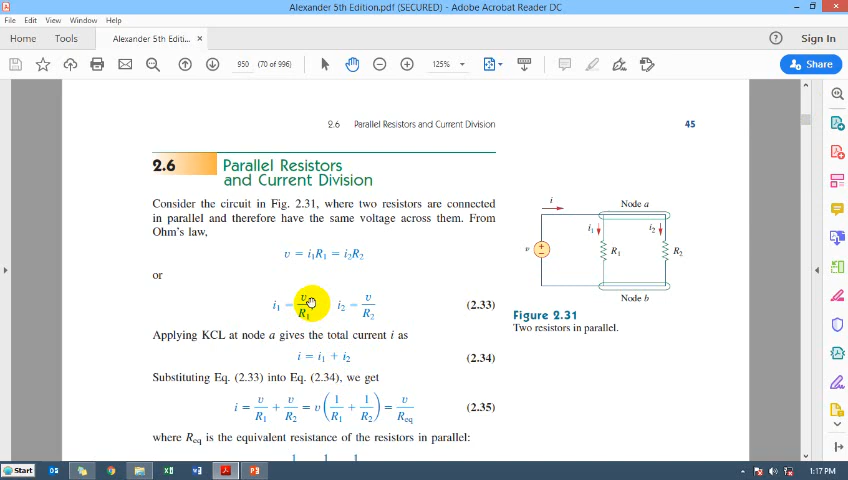 Alexander 5th Edition.pdf (SECURED) - Adobe Acrobat Reader DC
File Edit View Window Help
Home Tools Alexander 5th Editi... × ? Sign In
950 (70 of 996) 125% Share
2.6 Parallel Resistors and Current Division 45
2.6 Parallel Resistors
and Current Division
Consider the circuit in Fig. 2.31, where two resistors are connected
in parallel and therefore have the same voltage across them. From
Ohm's law,
v = i₁R₁ = i₂R₂
or
i₁ = v/R₁, i₂ = v/R₂ (2.33)
Applying KCL at node a gives the total current i as
i = i₁ + i₂ (2.34)
Substituting Eq. (2.33) into Eq. (2.34), we get
i = v/R₁ + v/R₂ = v(1/R₁ + 1/R₂) = v/Req (2.35)
where Req is the equivalent resistance of the resistors in parallel:
1 1 1
i Node a
i₁ i₂
v + − R₁ R₂
Node b
Figure 2.31
Two resistors in parallel.
Start 1:17 PM